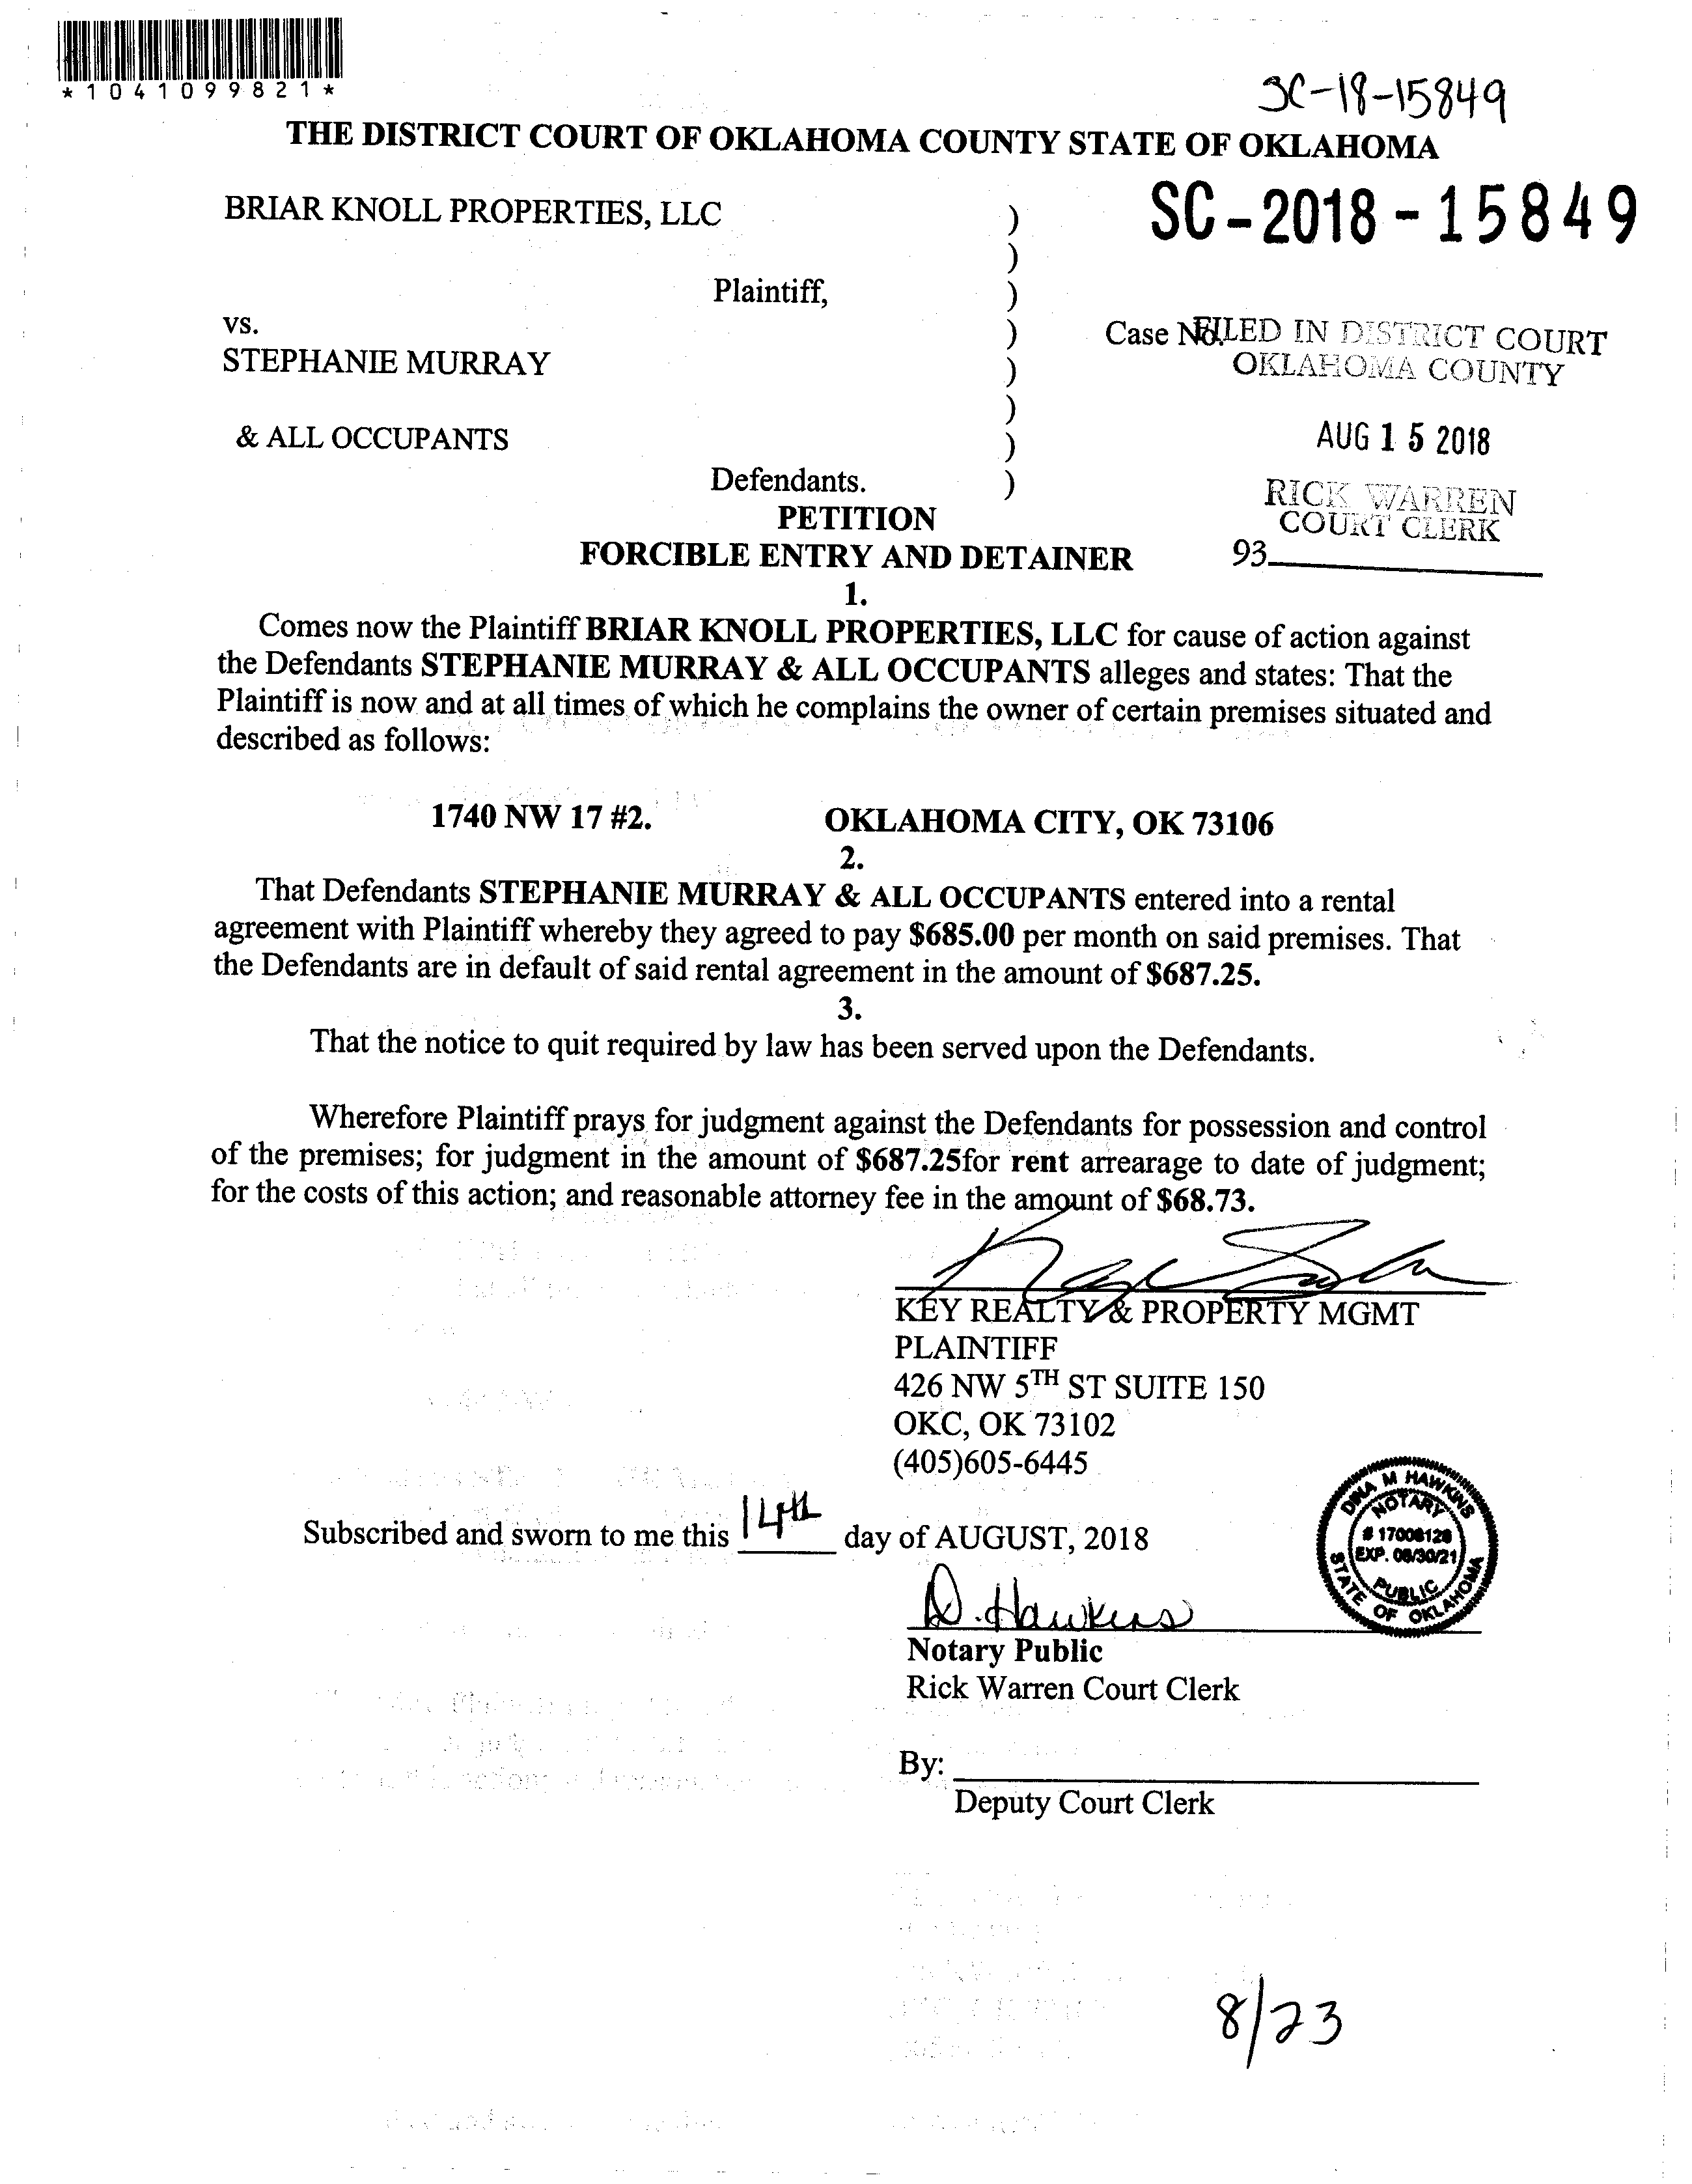 *1041099821*
SC-18-15849
THE DISTRICT COURT OF OKLAHOMA COUNTY STATE OF OKLAHOMA
BRIAR KNOLL PROPERTIES, LLC )
SC-2018-15849
)
Plaintiff, )
vs. )
Case No. FILED IN DISTRICT COURT
STEPHANIE MURRAY )
OKLAHOMA COUNTY
)
& ALL OCCUPANTS )
AUG 15 2018
Defendants. )
RICK WARREN
PETITION
COURT CLERK
FORCIBLE ENTRY AND DETAINER
93
1.
Comes now the Plaintiff BRIAR KNOLL PROPERTIES, LLC for cause of action against
the Defendants STEPHANIE MURRAY & ALL OCCUPANTS alleges and states: That the
Plaintiff is now and at all times of which he complains the owner of certain premises situated and
described as follows:
1740 NW 17 #2. OKLAHOMA CITY, OK 73106
2.
That Defendants STEPHANIE MURRAY & ALL OCCUPANTS entered into a rental
agreement with Plaintiff whereby they agreed to pay $685.00 per month on said premises. That
the Defendants are in default of said rental agreement in the amount of $687.25.
3.
That the notice to quit required by law has been served upon the Defendants.
Wherefore Plaintiff prays for judgment against the Defendants for possession and control
of the premises; for judgment in the amount of $687.25for rent arrearage to date of judgment;
for the costs of this action; and reasonable attorney fee in the amount of $68.73.
KEY REALTY & PROPERTY MGMT
PLAINTIFF
426 NW 5TH ST SUITE 150
OKC, OK 73102
(405)605-6445
Subscribed and sworn to me this 14th day of AUGUST, 2018
DINA M HAWKINS
NOTARY
# 17008128
EXP. 08/30/21
PUBLIC
STATE OF OKLAHOMA
D. Hawkins
Notary Public
Rick Warren Court Clerk
By:
Deputy Court Clerk
8/23